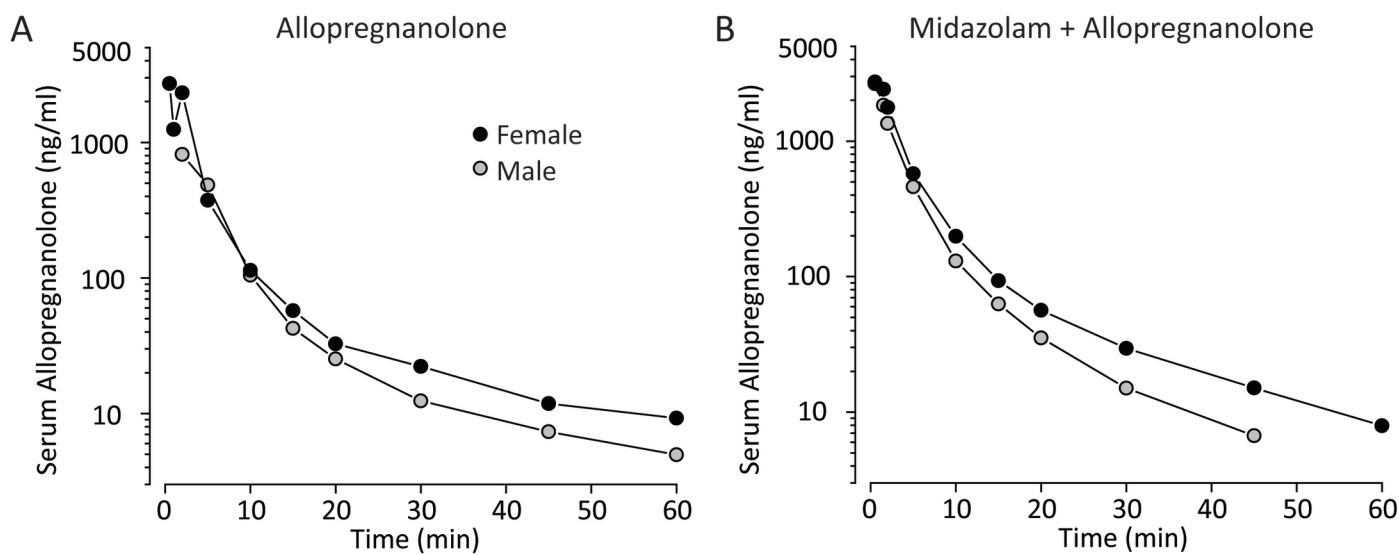 A
Allopregnanolone
Serum Allopregnanolone (ng/ml)
5000
1000
100
10
Female
Male
0 10 20 30 40 50 60
Time (min)
B
Midazolam + Allopregnanolone
Serum Allopregnanolone (ng/ml)
5000
1000
100
10
0 10 20 30 40 50 60
Time (min)